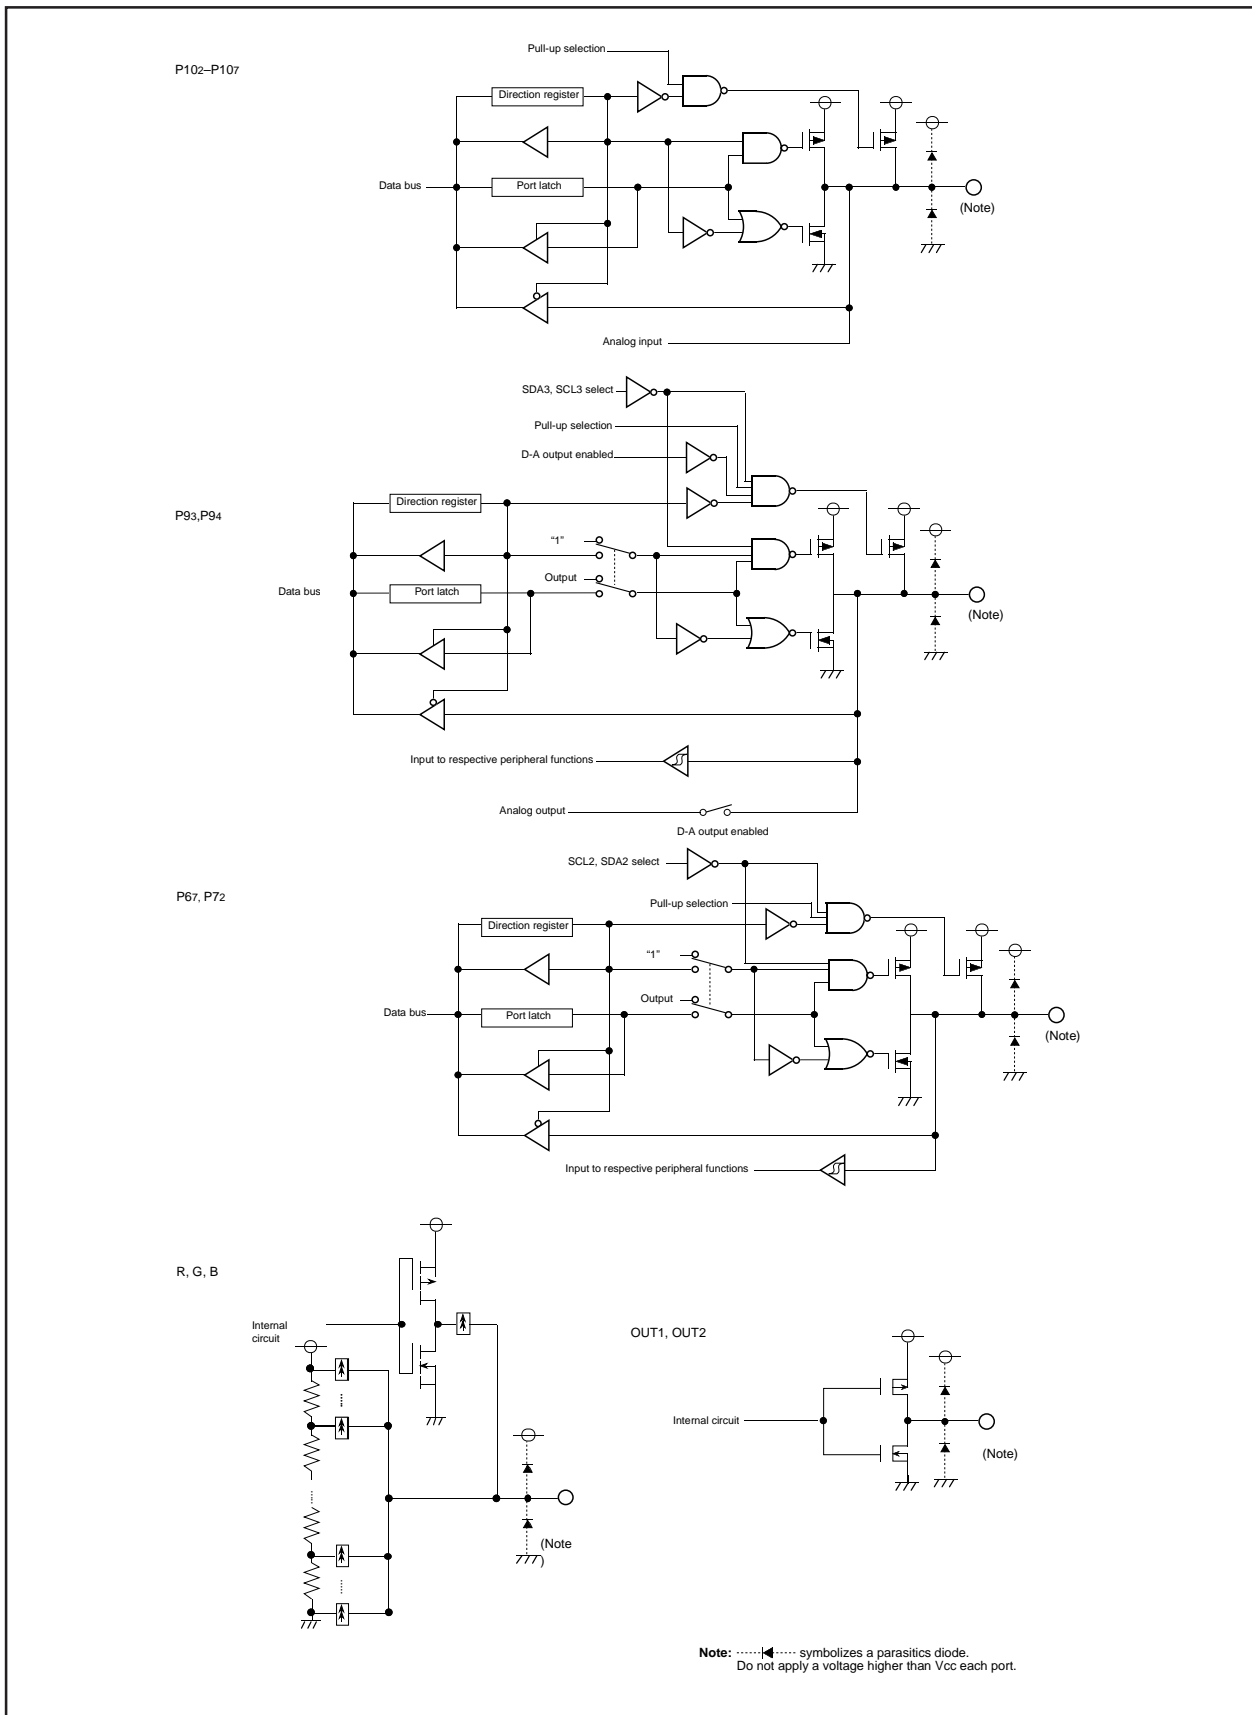 Pull-up selection
P102–P107
Direction register
Data bus
Port latch
(Note)
Analog input
SDA3, SCL3 select
Pull-up selection
D-A output enabled
Direction register
P93,P94
“1”
Output
Data bus
Port latch
(Note)
Input to respective peripheral functions
Analog output
D-A output enabled
SCL2, SDA2 select
P67, P72
Pull-up selection
Direction register
“1”
Output
Data bus
Port latch
(Note)
Input to respective peripheral functions
R, G, B
Internal
circuit
OUT1, OUT2
Internal circuit
(Note)
(Note
)
Note: symbolizes a parasitics diode.
Do not apply a voltage higher than Vcc each port.